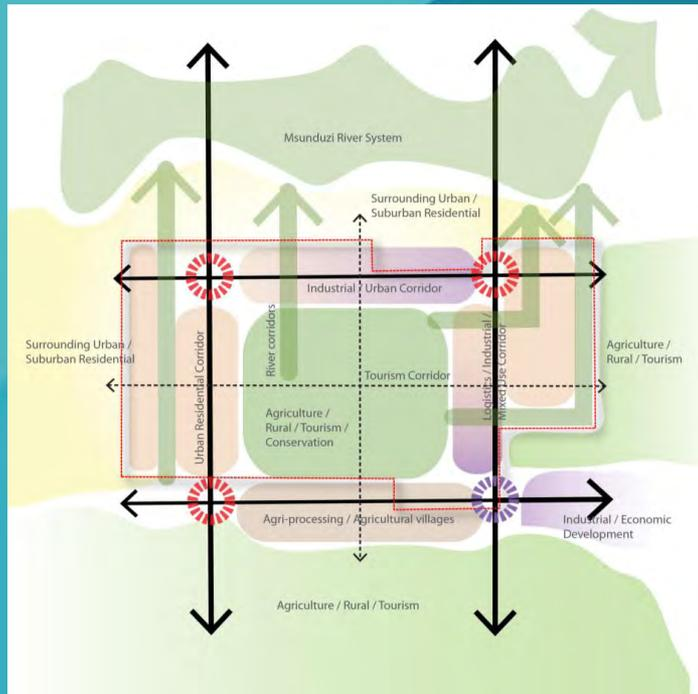 Msunduzi River System
Surrounding Urban /
Suburban Residential
Industrial / Urban Corridor
River corridors
Surrounding Urban /
Suburban Residential
Urban Residential Corridor
Tourism Corridor
Logistics / Industrial /
Mixed Use Corridor
Agriculture /
Rural / Tourism
Agriculture /
Rural / Tourism /
Conservation
Agri-processing / Agricultural villages
Industrial / Economic
Development
Agriculture / Rural / Tourism